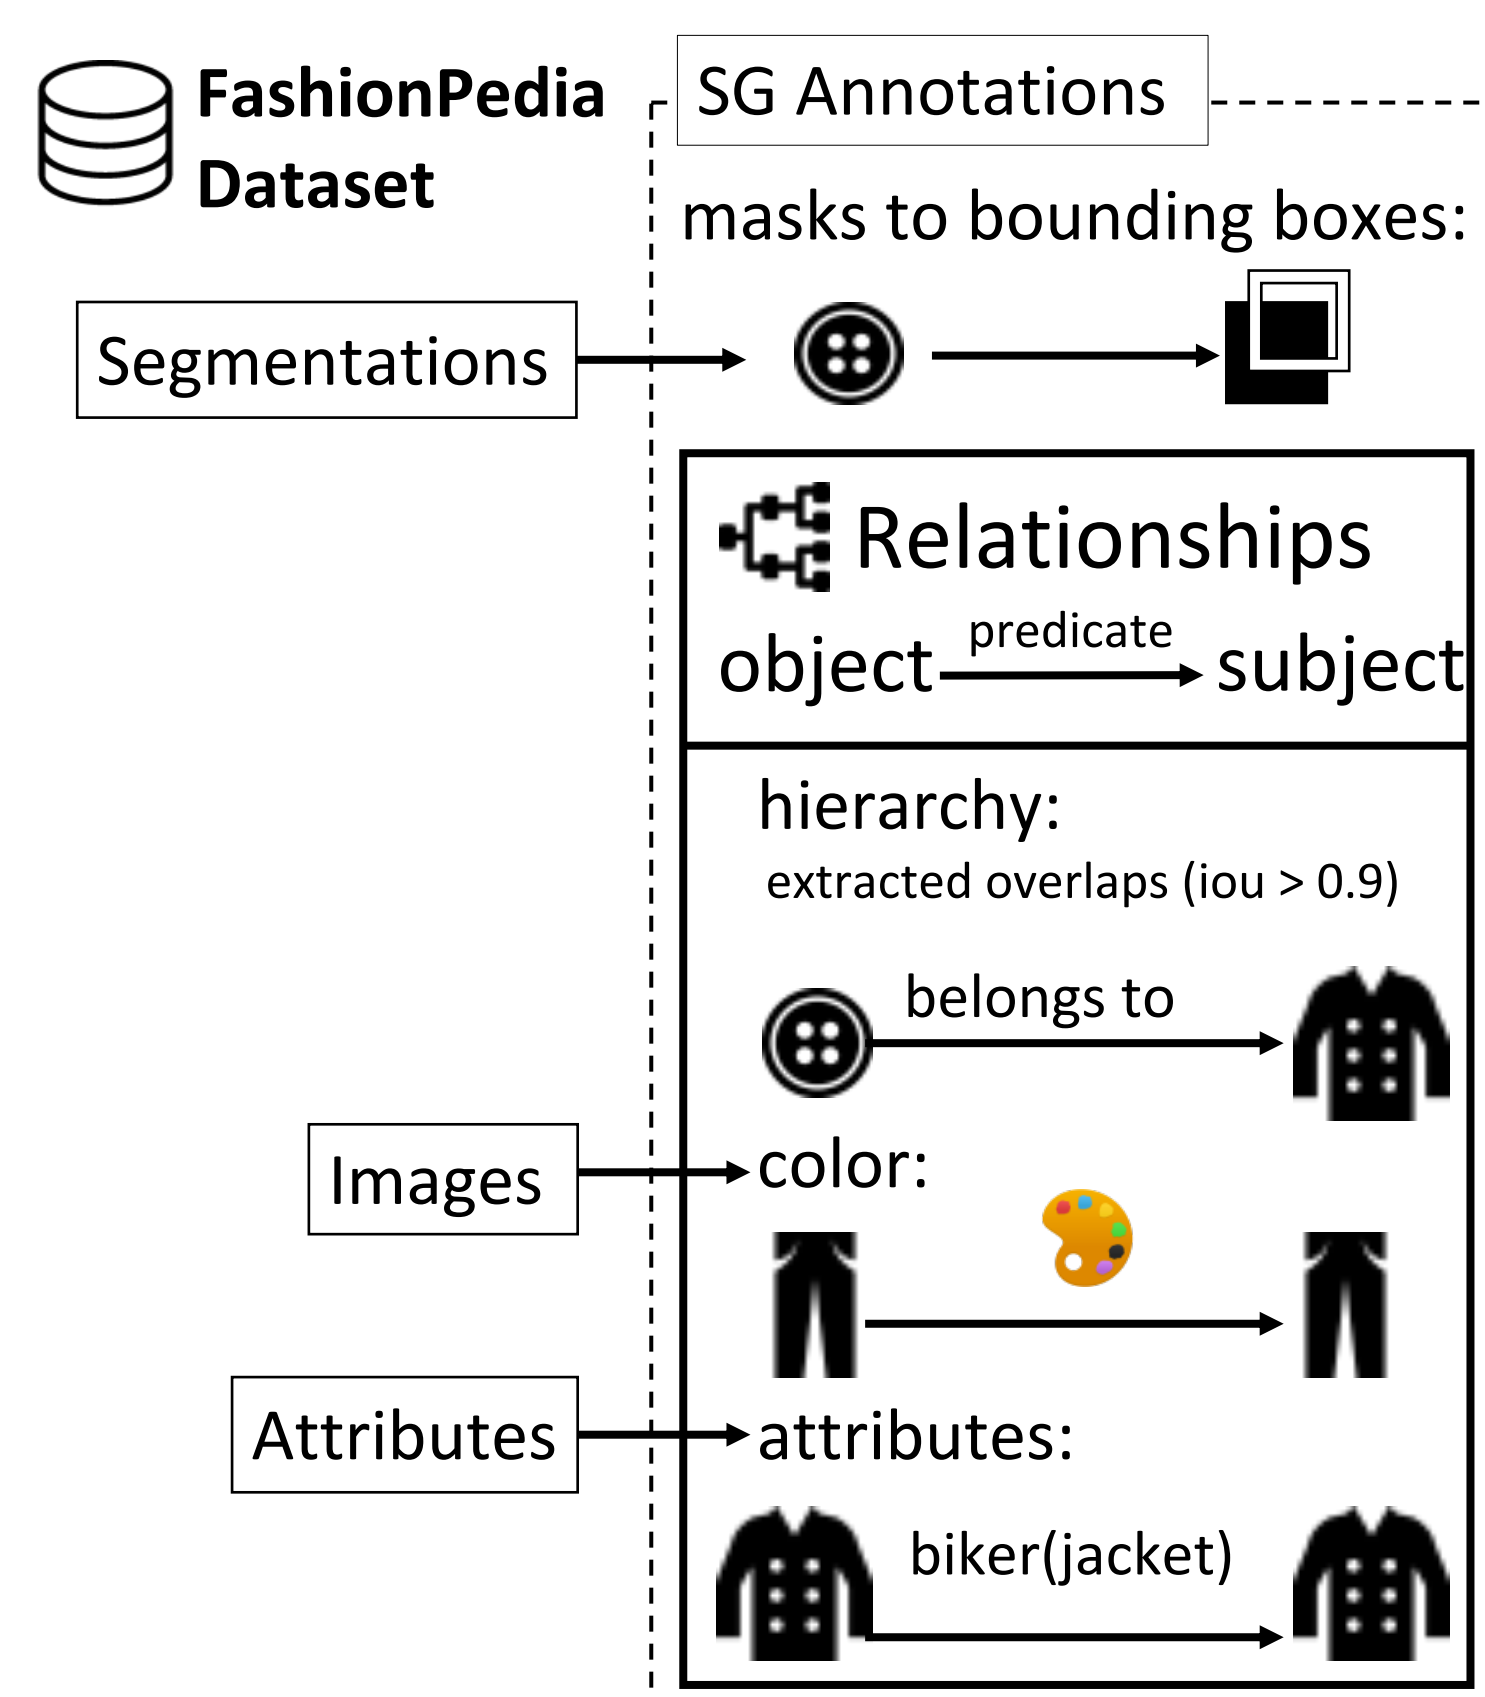 FashionPedia
Dataset
SG Annotations
masks to bounding boxes:
Segmentations
Relationships
object predicate subject
hierarchy:
extracted overlaps (iou > 0.9)
belongs to
Images
color:
Attributes
attributes:
biker(jacket)